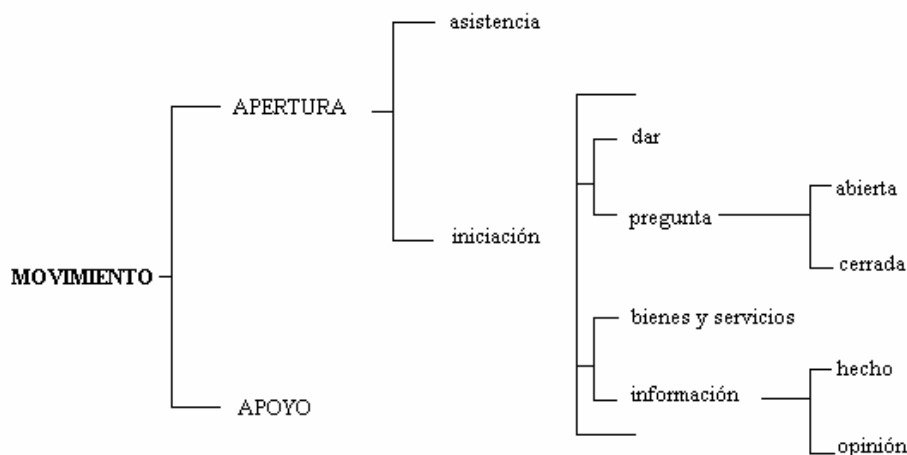 asistencia
APERTURA
dar
abierta
pregunta
iniciación
cerrada
MOVIMIENTO
bienes y servicios
hecho
información
APOYO
opinión